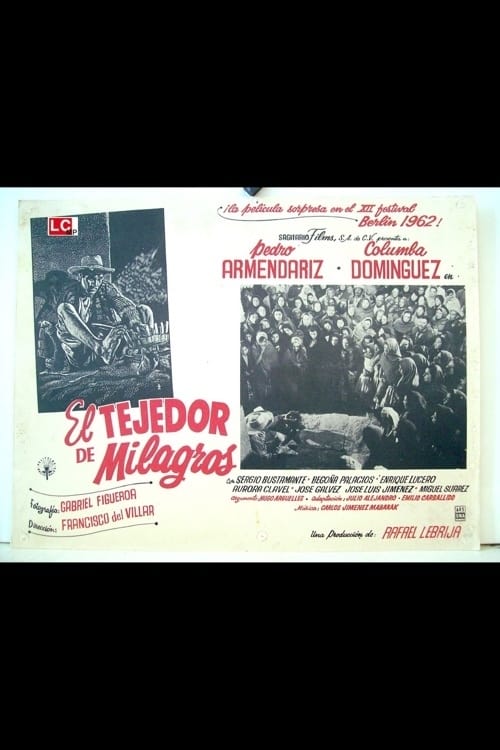 LC
P
¡la película sorpresa en el XII festival
Berlín 1962!
SAGITARIO Films, S.A. de C.V. presenta a:
Pedro Columba
ARMENDARIZ · DOMINGUEZ en
El TEJEDOR
DE Milagros
con SERGIO BUSTAMANTE · BEGOÑA PALACIOS · ENRIQUE LUCERO
AURORA CLAVEL · JOSE GALVEZ JOSE LUIS JIMENEZ · MIGUEL SUAREZ
Argumento: HUGO ARGUELLES · adaptación: JULIO ALEJANDRO · EMILIO CARBALLIDO
Música: CARLOS JIMENEZ MABARAK
Fotografía: GABRIEL FIGUEROA
Dirección: FRANCISCO del VILLAR
Una Producción de: RAFAEL LEBRIJA